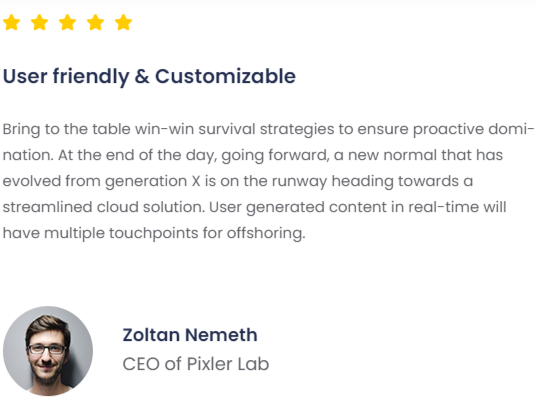 User friendly & Customizable
Bring to the table win-win survival strategies to ensure proactive domi-
nation. At the end of the day, going forward, a new normal that has
evolved from generation X is on the runway heading towards a
streamlined cloud solution. User generated content in real-time will
have multiple touchpoints for offshoring.
Zoltan Nemeth
CEO of Pixler Lab